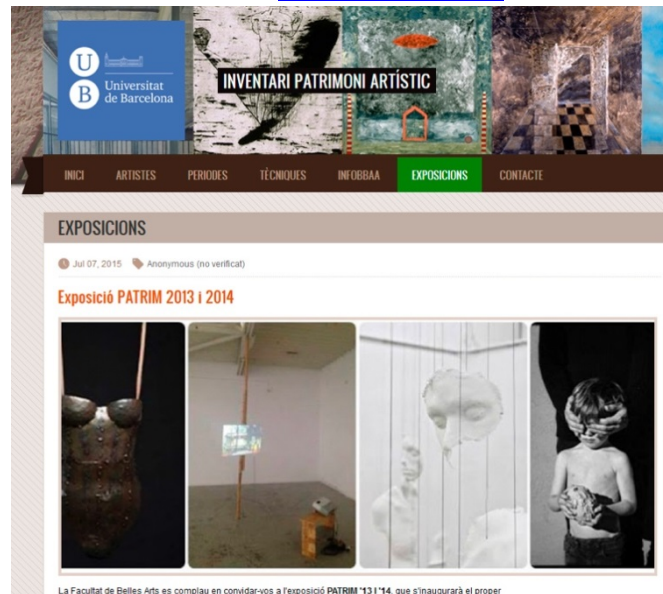 U
B
Universitat
de Barcelona
INVENTARI PATRIMONI ARTÍSTIC
INICI ARTISTES PERIODES TÈCNIQUES INFOBBAA EXPOSICIONS CONTACTE
EXPOSICIONS
Jul 07, 2015 Anonymous (no verificat)
Exposició PATRIM 2013 i 2014
La Facultat de Belles Arts es complau en convidar-vos a l'exposició PATRIM '13 I '14, que s'inaugurarà el proper